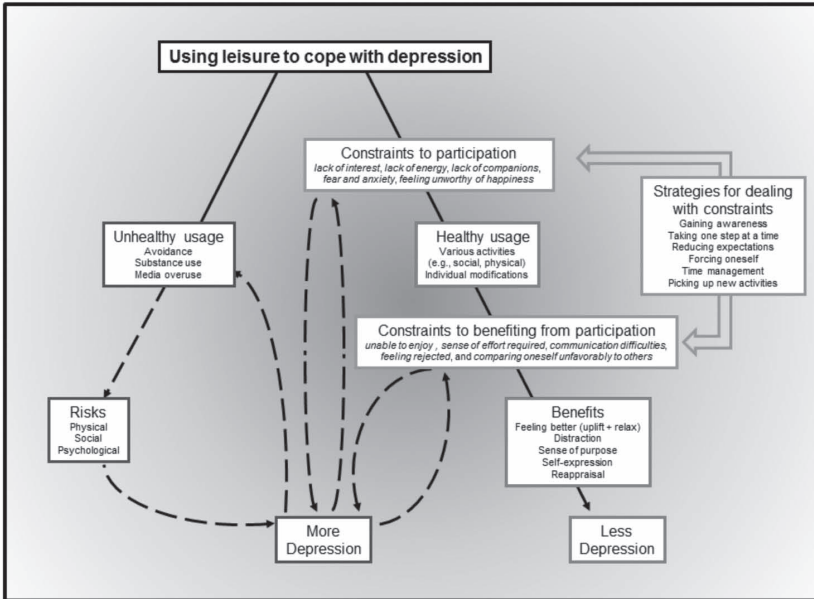 Using leisure to cope with depression
Constraints to participation
lack of interest, lack of energy, lack of companions,
fear and anxiety, feeling unworthy of happiness
Strategies for dealing
with constraints
Gaining awareness
Taking one step at a time
Reducing expectations
Forcing oneself
Time management
Picking up new activities
Unhealthy usage
Avoidance
Substance use
Media overuse
Healthy usage
Various activities
(e.g., social, physical)
Individual modifications
Constraints to benefiting from participation
unable to enjoy , sense of effort required, communication difficulties,
feeling rejected, and comparing oneself unfavorably to others
Risks
Physical
Social
Psychological
Benefits
Feeling better (uplift + relax)
Distraction
Sense of purpose
Self-expression
Reappraisal
More
Depression
Less
Depression